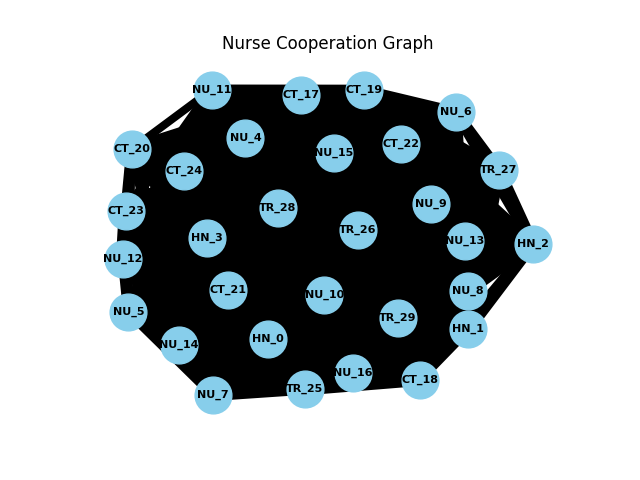 Nurse Cooperation Graph
NU_11
CT_17
CT_19
NU_6
CT_20
NU_4
NU_15
CT_22
CT_24
TR_27
CT_23
TR_28
NU_9
HN_3
TR_26
NU_13
HN_2
NU_12
CT_21
NU_10
NU_8
NU_5
TR_29
HN_1
NU_14
HN_0
NU_7
TR_25
NU_16
CT_18